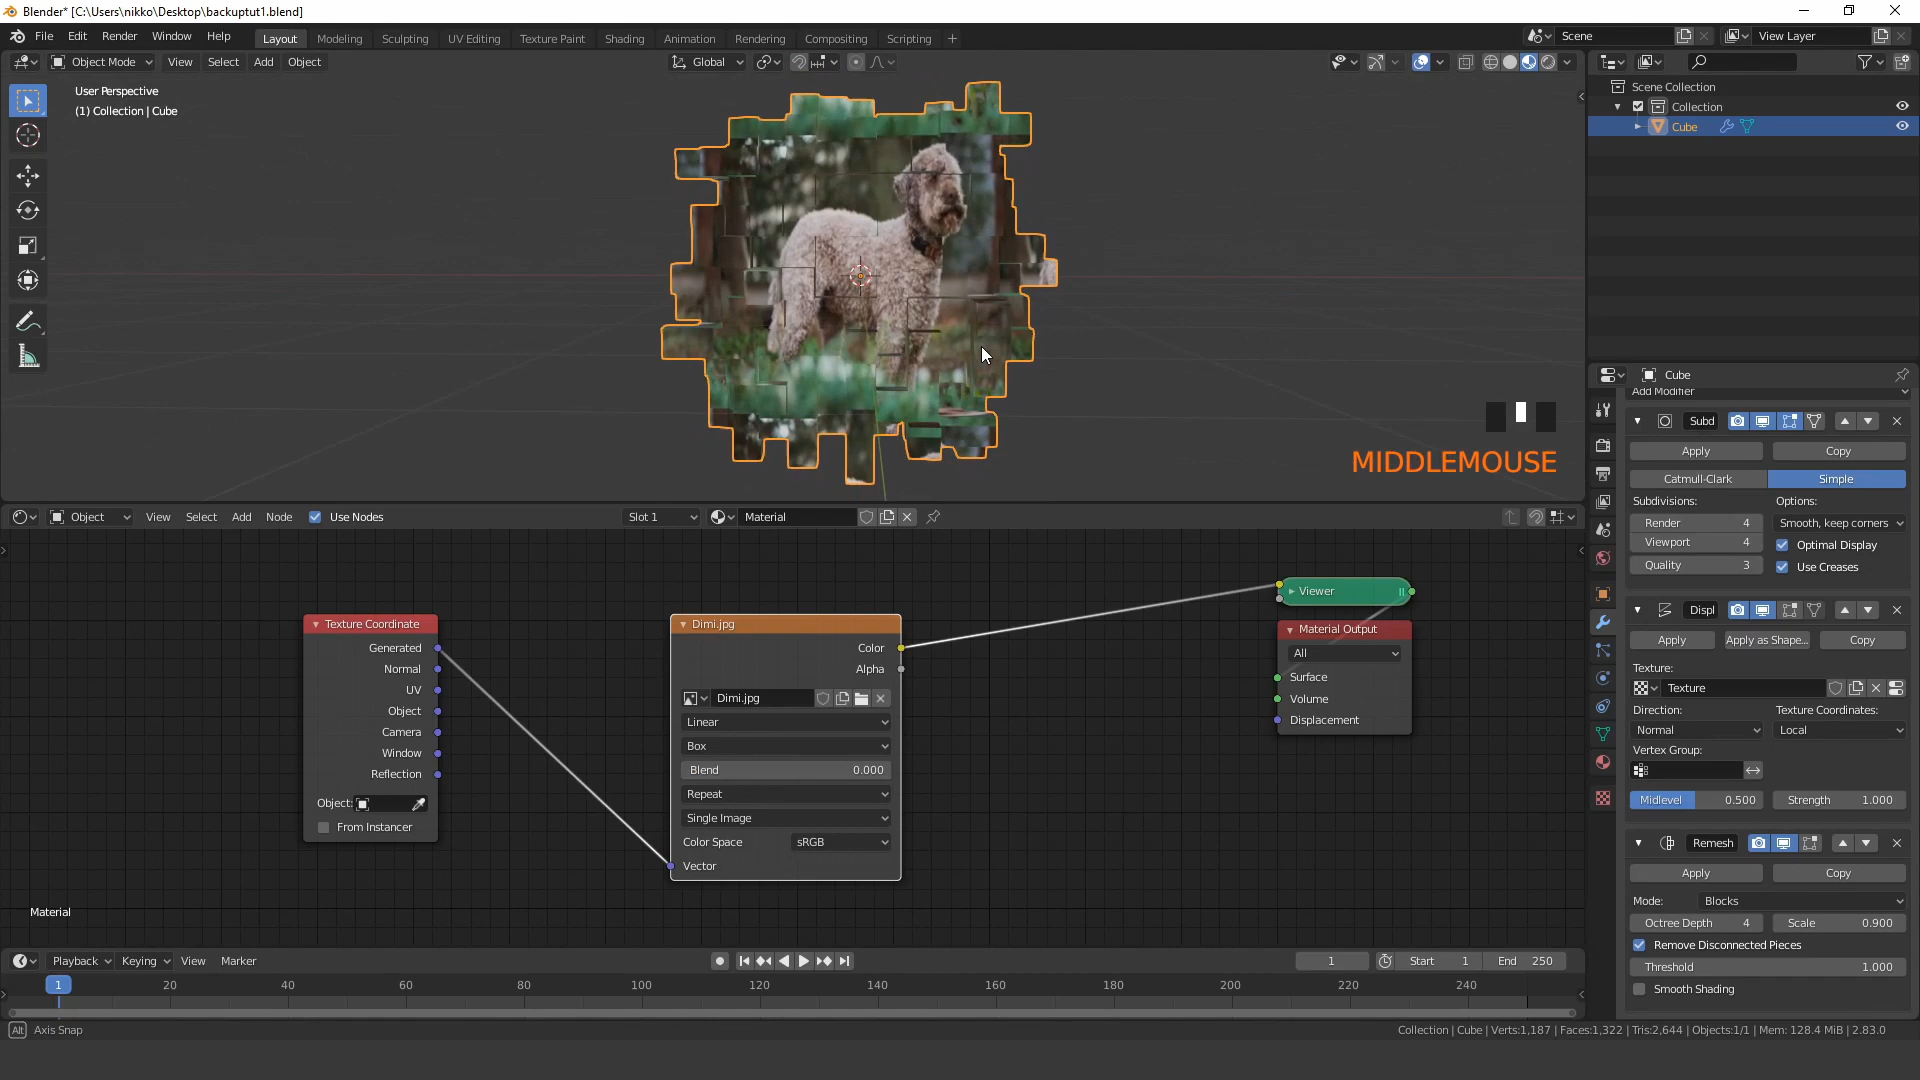 Blender* [C:\Users\nikko\Desktop\backuptut1.blend]
File Edit Render Window Help Layout Modeling Sculpting UV Editing Texture Paint Shading Animation Rendering Compositing Scripting + Scene View Layer
Object Mode View Select Add Object Global
User Perspective
(1) Collection | Cube
Scene Collection
Collection
Cube
MIDDLEMOUSE
Cube
Add Modifier
Subd
Apply Copy
Catmull-Clark Simple
Subdivisions: Options:
Render 4 Smooth, keep corners
Viewport 4 Optimal Display
Quality 3 Use Creases
Displ
Apply Apply as Shape... Copy
Texture:
Texture
Direction: Texture Coordinates:
Normal Local
Vertex Group:
Midlevel 0.500 Strength 1.000
Remesh
Apply Copy
Mode: Blocks
Octree Depth 4 Scale 0.900
Remove Disconnected Pieces
Threshold 1.000
Smooth Shading
Object View Select Add Node Use Nodes Slot 1 Material
Texture Coordinate
Generated
Normal
UV
Object
Camera
Window
Reflection
Object:
From Instancer
Dimi.jpg
Color
Alpha
Dimi.jpg
Linear
Box
Blend 0.000
Repeat
Single Image
Color Space sRGB
Vector
Viewer
Material Output
All
Surface
Volume
Displacement
Material
Playback Keying View Marker 1 Start 1 End 250
1 20 40 60 80 100 120 140 160 180 200 220 240
Alt Axis Snap Collection | Cube | Verts:1,187 | Faces:1,322 | Tris:2,644 | Objects:1/1 | Mem: 128.4 MiB | 2.83.0